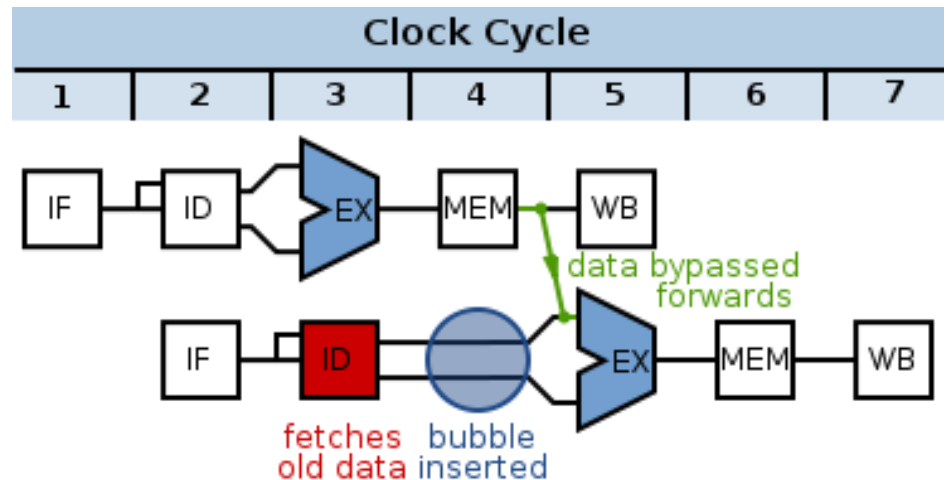 Clock Cycle
1 2 3 4 5 6 7
IF ID EX MEM WB
data bypassed
forwards
IF ID EX MEM WB
fetches bubble
old data inserted